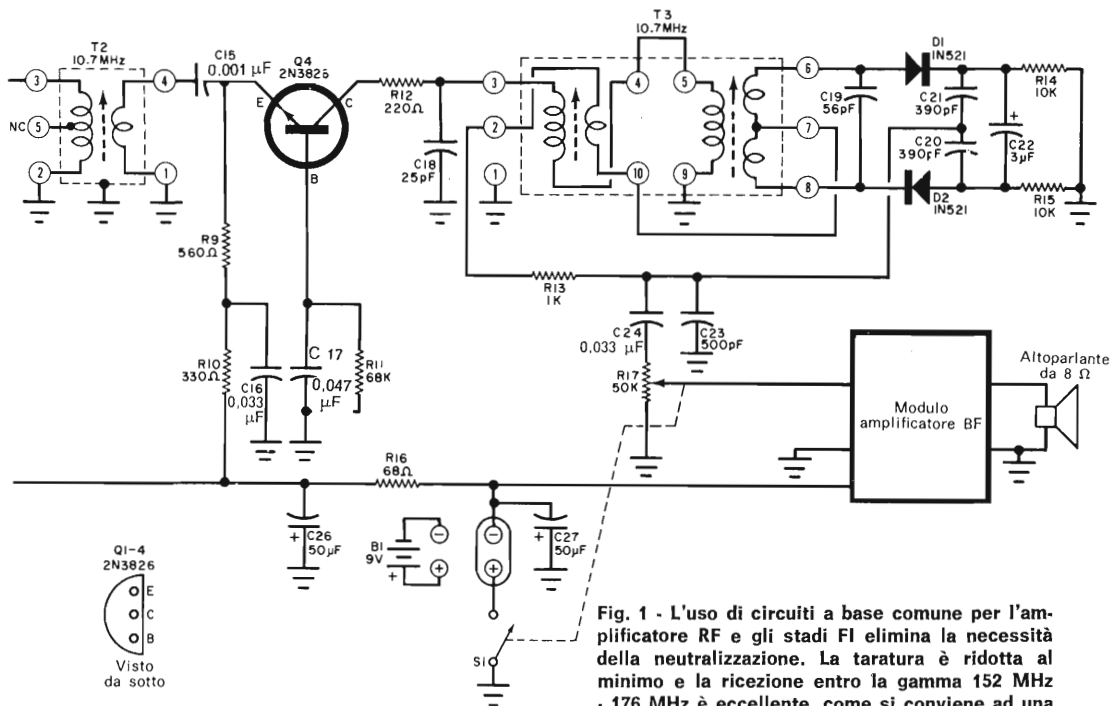 T2
10.7MHz
3
NC 5
2
4
1
C15
0.001 µF
Q4
2N3826
E
C
B
R12
220Ω
C18
25pF
R9
560Ω
R10
330Ω
C16
0,033
µF
C 17
0,047
µF
R11
68K
T3
10.7MHz
3
2
1
4
10
5
9
6
7
8
C19
56pF
D1
1N521
C21
390pF
C20
390pF
D2
1N521
C22
+
3µF
R14
10K
R15
10K
R13
1K
C24
0,033 µF
C23
500pF
R17
50K
Modulo
amplificatore BF
Altoparlante
da 8 Ω
R16
68Ω
C26
+ 50µF
B1
9V
+
−
+
−
+
C27
+ 50µF
S1
Q1-4
2N3826
E
C
B
Visto
da sotto
Fig. 1 - L'uso di circuiti a base comune per l'am-
plificatore RF e gli stadi FI elimina la necessità
della neutralizzazione. La taratura è ridotta al
minimo e la ricezione entro la gamma 152 MHz
- 176 MHz è eccellente, come si conviene ad una